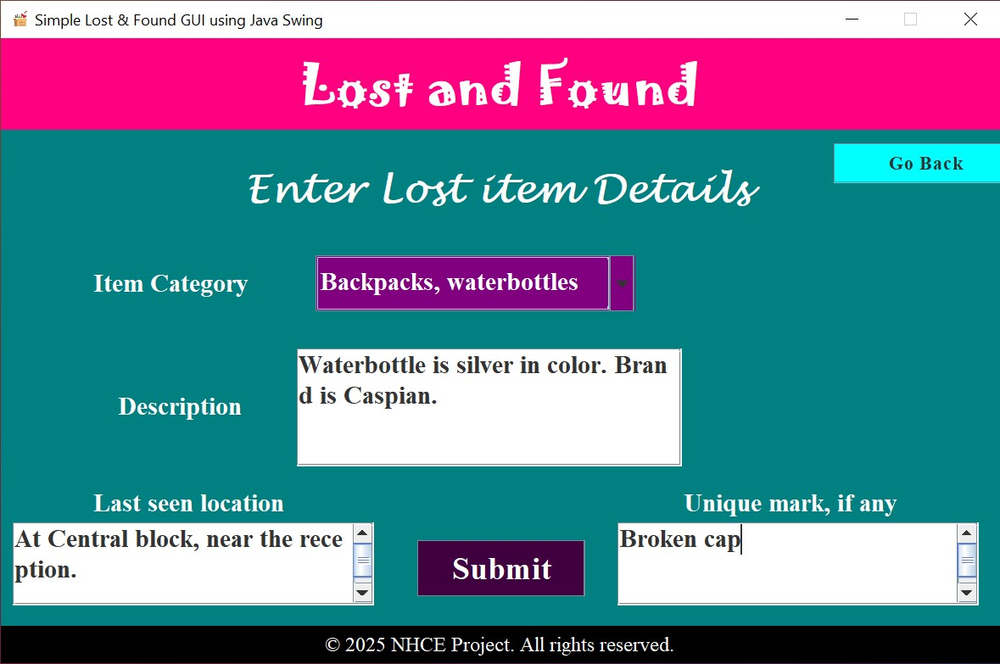 Simple Lost & Found GUI using Java Swing
Lost and Found
Go Back
Enter Lost item Details
Item Category
Backpacks, waterbottles
Description
Waterbottle is silver in color. Bran
d is Caspian.
Last seen location
At Central block, near the rece
ption.
Submit
Unique mark, if any
Broken cap
© 2025 NHCE Project. All rights reserved.